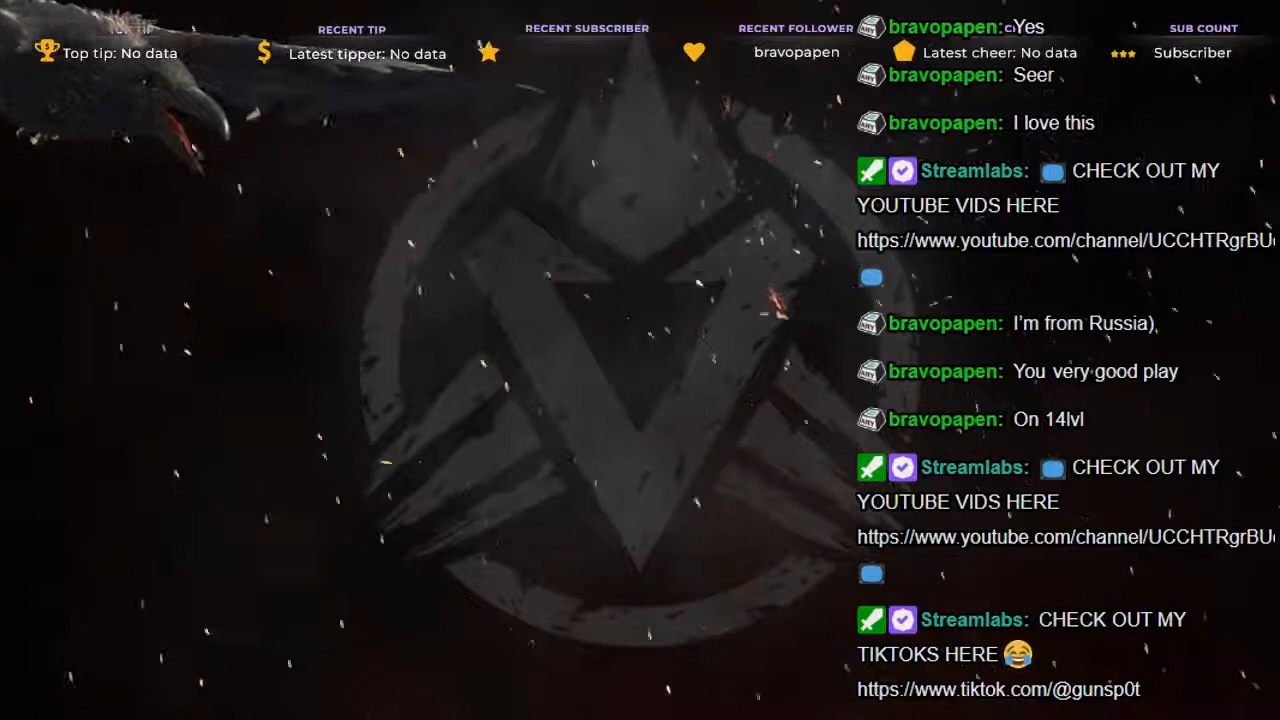 TOP TIP
RECENT TIP
RECENT SUBSCRIBER
RECENT FOLLOWER
SUB COUNT
Top tip: No data
Latest tipper: No data
bravopapen
Latest cheer: No data
Subscriber
bravopapen: Yes
bravopapen: Seer
bravopapen: I love this
Streamlabs: CHECK OUT MY
YOUTUBE VIDS HERE
https://www.youtube.com/channel/UCCHTRgrBU
bravopapen: I'm from Russia)
bravopapen: You very good play
bravopapen: On 14lvl
Streamlabs: CHECK OUT MY
YOUTUBE VIDS HERE
https://www.youtube.com/channel/UCCHTRgrBU
Streamlabs: CHECK OUT MY
TIKTOKS HERE 😂
https://www.tiktok.com/@gunsp0t